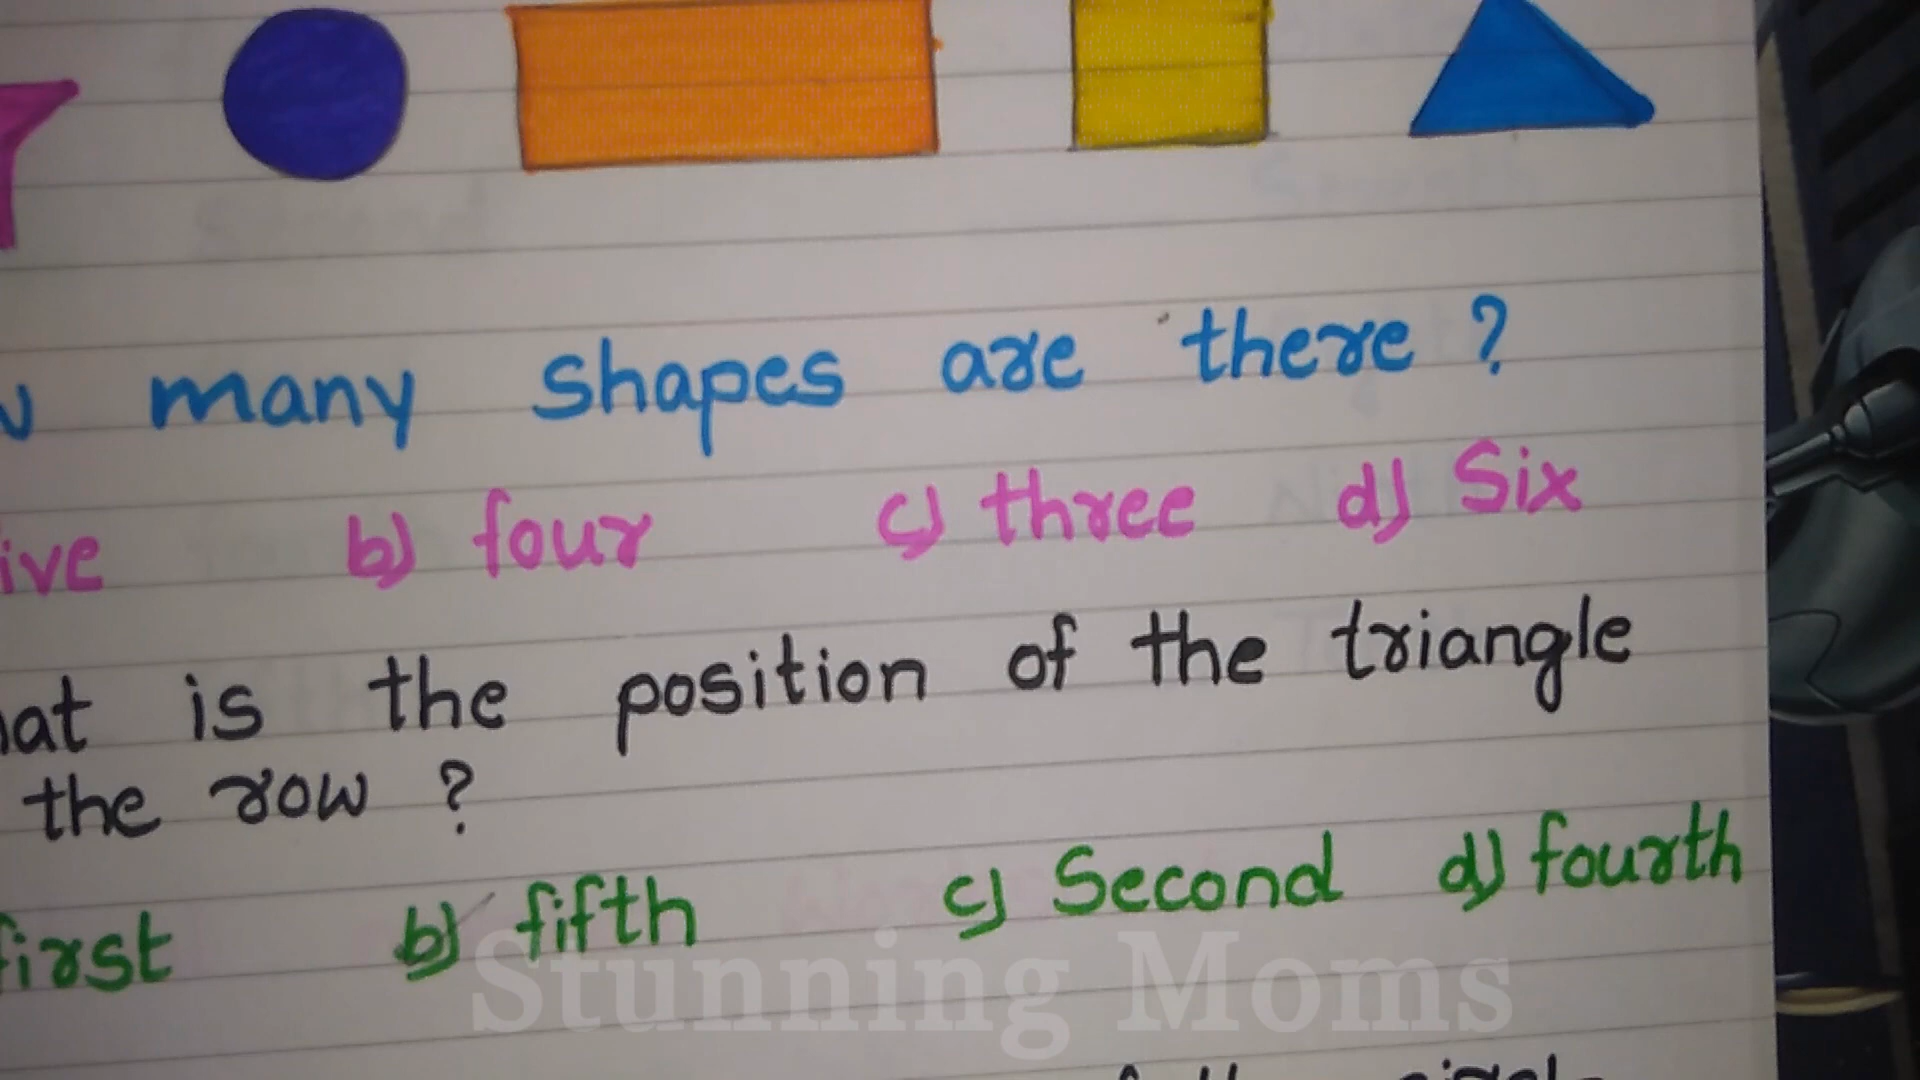 many shapes are there ?
ive b) four c) three d) Six
hat is the position of the triangle
the row ?
first b) fifth c) Second d) fourth
Stunning Moms